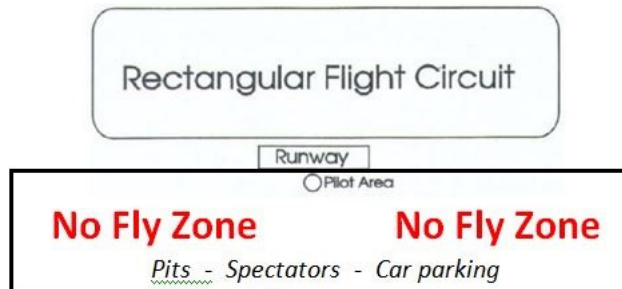 Rectangular Flight Circuit
Runway
Pilot Area
No Fly Zone No Fly Zone
Pits - Spectators - Car parking